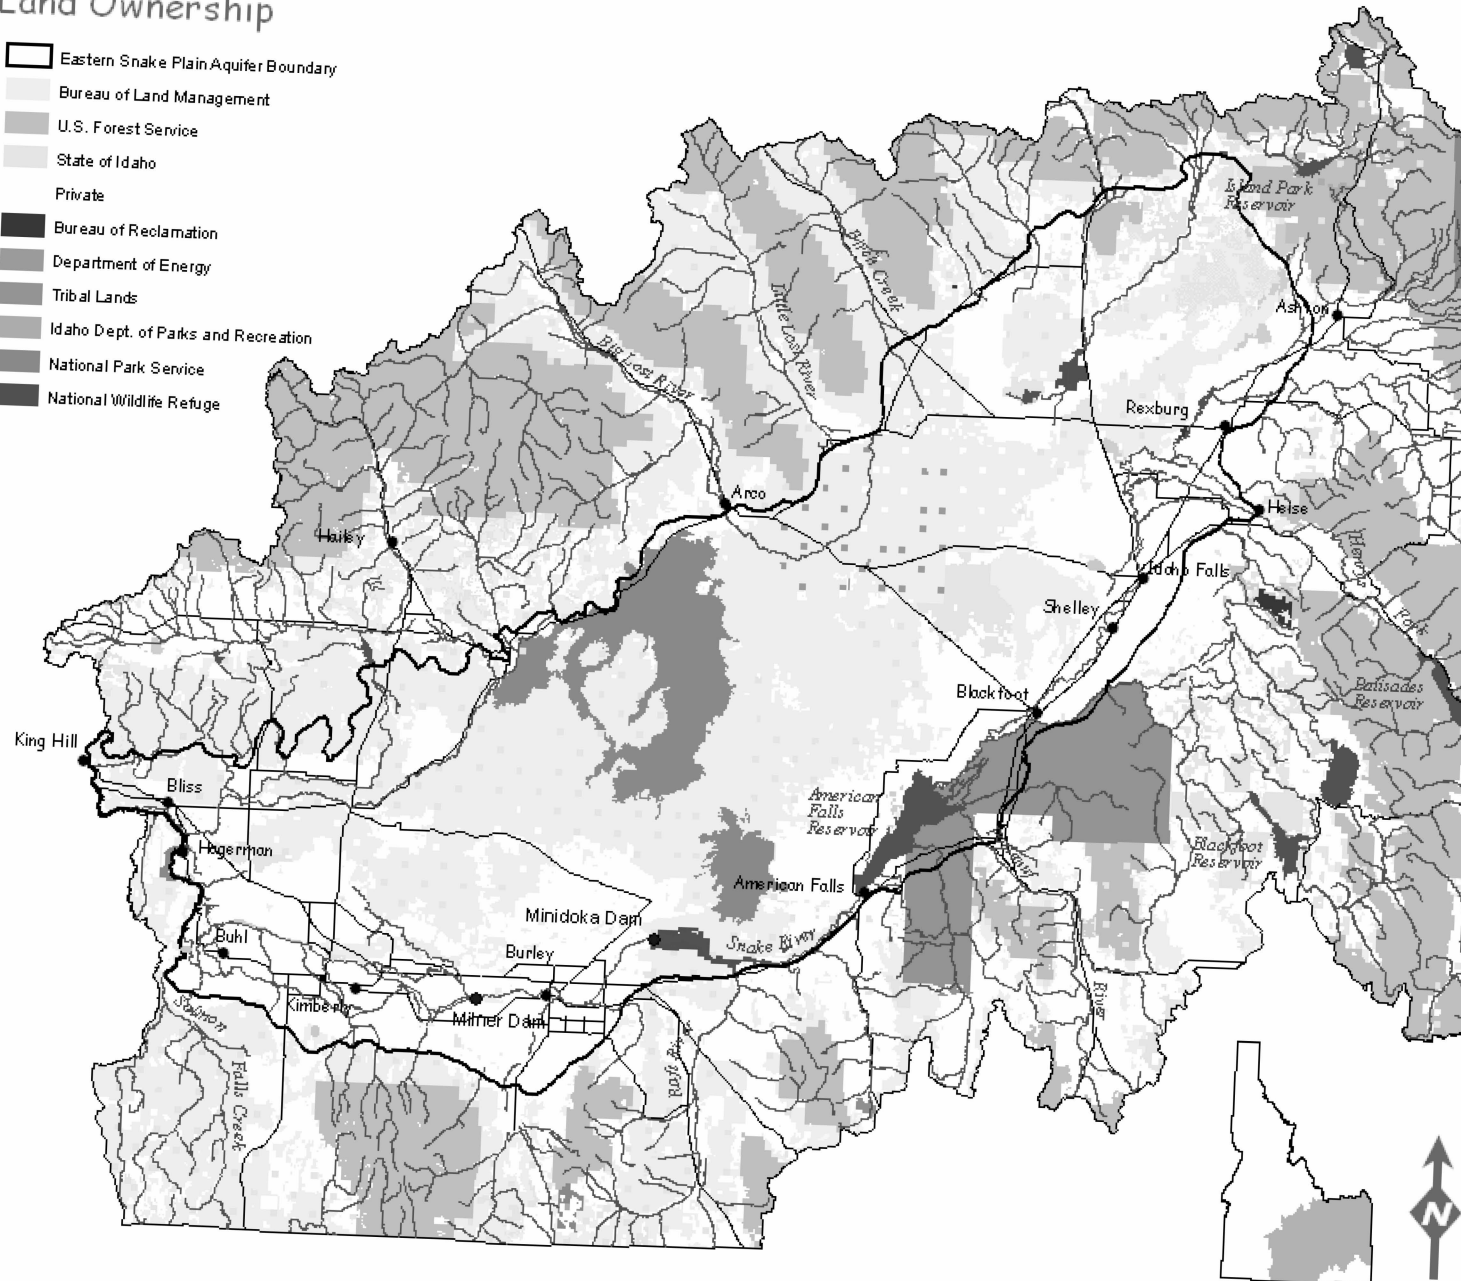 Land Ownership
Eastern Snake Plain Aquifer Boundary
Bureau of Land Management
U.S. Forest Service
State of Idaho
Private
Bureau of Reclamation
Department of Energy
Tribal Lands
Idaho Dept. of Parks and Recreation
National Park Service
National Wildlife Refuge
Island Park
Reservoir
Birch Creek
Little Lost River
Big Lost River
Ashton
Rexburg
Arco
Helse
Hailey
Henrys
Fork
Idaho Falls
Shelley
Blackfoot
Palisades
Reservoir
King Hill
Bliss
American
Falls
Reservoir
Hagerman
Blackfoot
Reservoir
American Falls
Minidoka Dam
Snake River
Buhl
Burley
Kimberly
Milner Dam
Salmon
Falls Creek
Raft
River
N